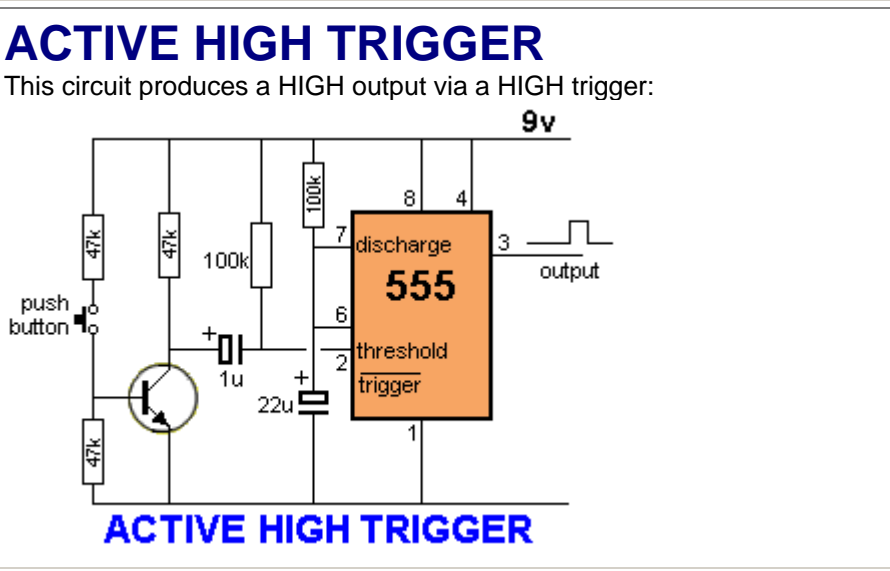 ACTIVE HIGH TRIGGER
This circuit produces a HIGH output via a HIGH trigger:
9v
47k
47k
100k
100k
8
4
7
discharge
3
555
output
push
button
6
+
1u
2
threshold
trigger
+
22u
47k
1
ACTIVE HIGH TRIGGER